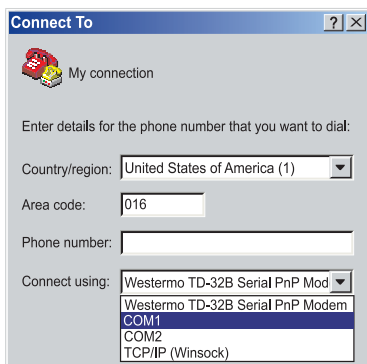 Connect To
My connection
Enter details for the phone number that you want to dial:
Country/region: United States of America (1)
Area code: 016
Phone number:
Connect using: Westermo TD-32B Serial PnP Mod
Westermo TD-32B Serial PnP Modem
COM1
COM2
TCP/IP (Winsock)